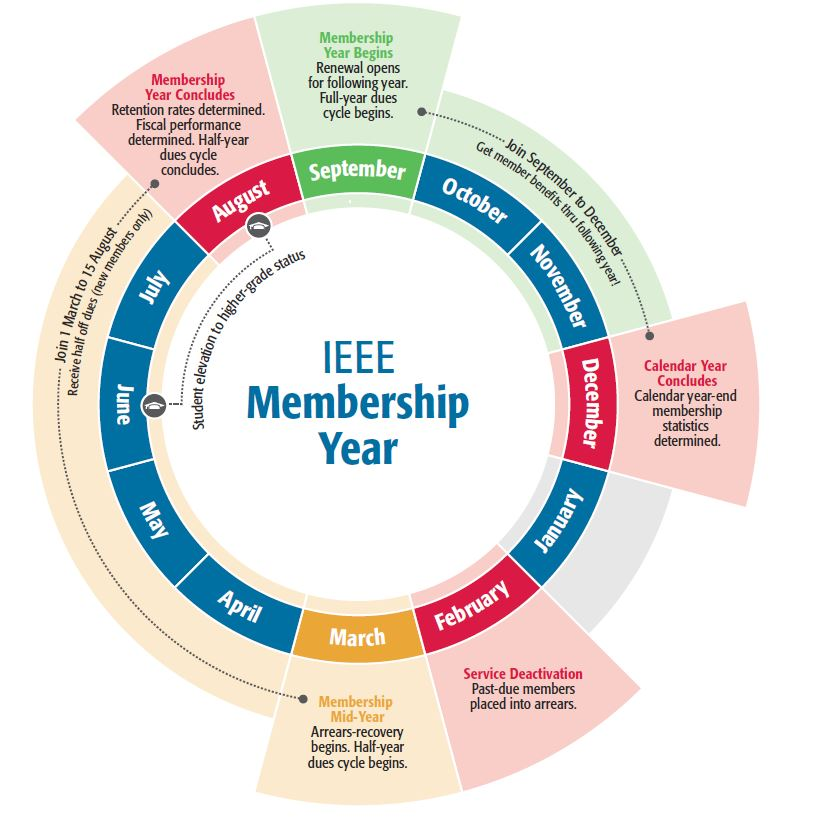 IEEE
Membership
Year
Membership
Year Begins
Renewal opens
for following year.
Full-year dues
cycle begins.
September
Join September to December
Get member benefits thru following year!
October
November
December
Calendar Year
Concludes
Calendar year-end
membership
statistics
determined.
January
February
Service Deactivation
Past-due members
placed into arrears.
March
Membership
Mid-Year
Arrears-recovery
begins. Half-year
dues cycle begins.
April
May
June
July
Join 1 March to 15 August
Receive half off dues (new members only)
Student elevation to higher-grade status
August
Membership
Year Concludes
Retention rates determined.
Fiscal performance
determined. Half-year
dues cycle
concludes.